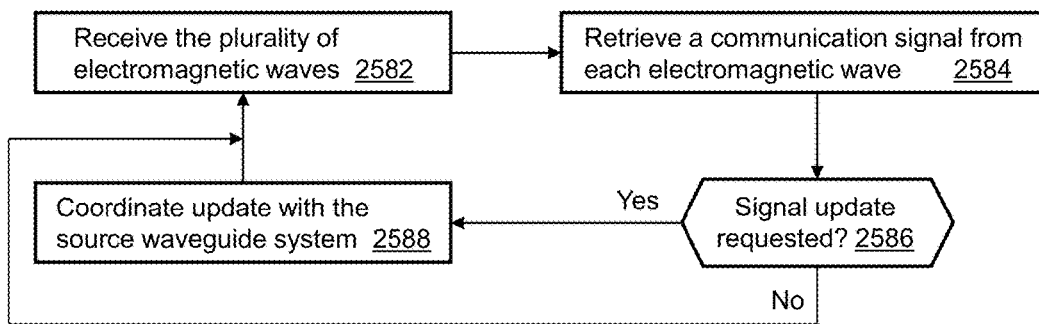 Receive the plurality of
electromagnetic waves 2582
Retrieve a communication signal from
each electromagnetic wave 2584
Coordinate update with the
source waveguide system 2588
Yes
Signal update
requested? 2586
No